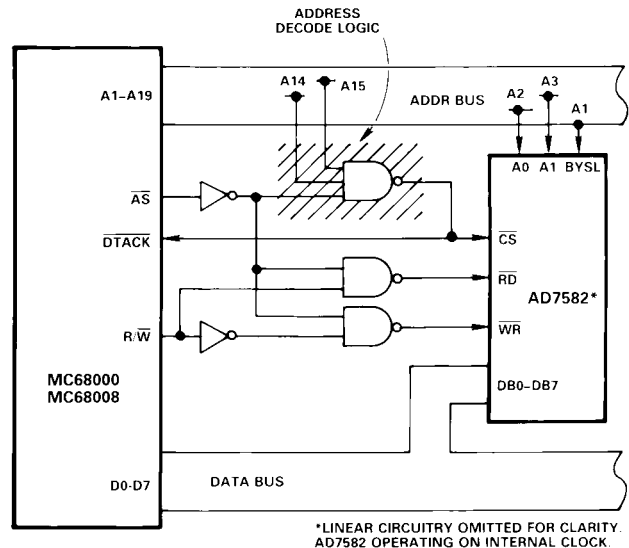 ADDRESS
DECODE LOGIC
A14
A15
A1–A19
ADDR BUS
A2
A3
A1
A0 A1 BYSL
AS
DTACK
CS
RD
AD7582*
R/W
WR
MC68000
MC68008
DB0–DB7
D0-D7
DATA BUS
*LINEAR CIRCUITRY OMITTED FOR CLARITY.
AD7582 OPERATING ON INTERNAL CLOCK.